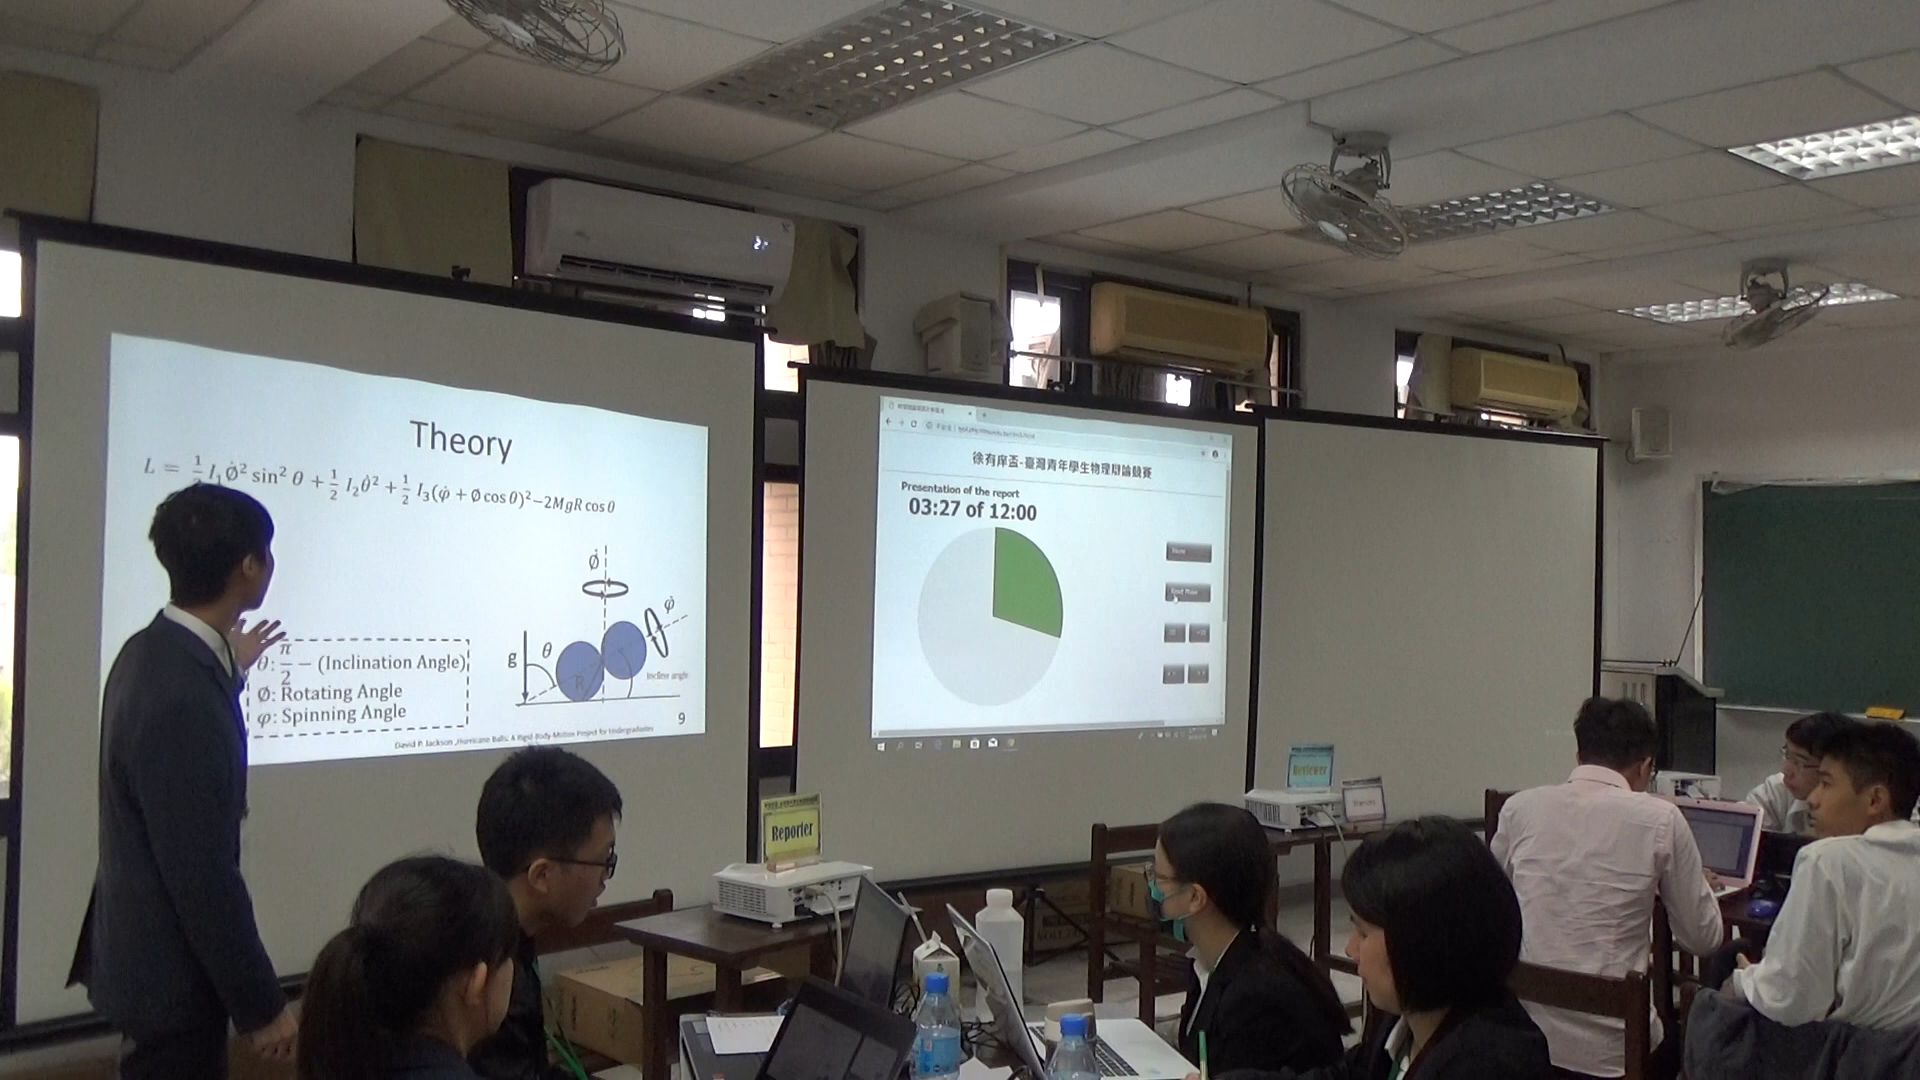 Theory
L = 1/2 I₁∅̇² sin² θ + 1/2 I₂θ̇² + 1/2 I₃(φ̇ + ∅̇ cos θ)² − 2MgR cos θ
∅̇
φ̇
g
θ
R
Incline angle
θ: π/2 − (Inclination Angle)
∅: Rotating Angle
φ: Spinning Angle
9
David P. Jackson ,Hurricane Balls: A Rigid-Body-Motion Project for Undergraduates
徐有庠盃-臺灣青年學生物理辯論競賽
Presentation of the report
03:27 of 12:00
Reporter
Reviewer